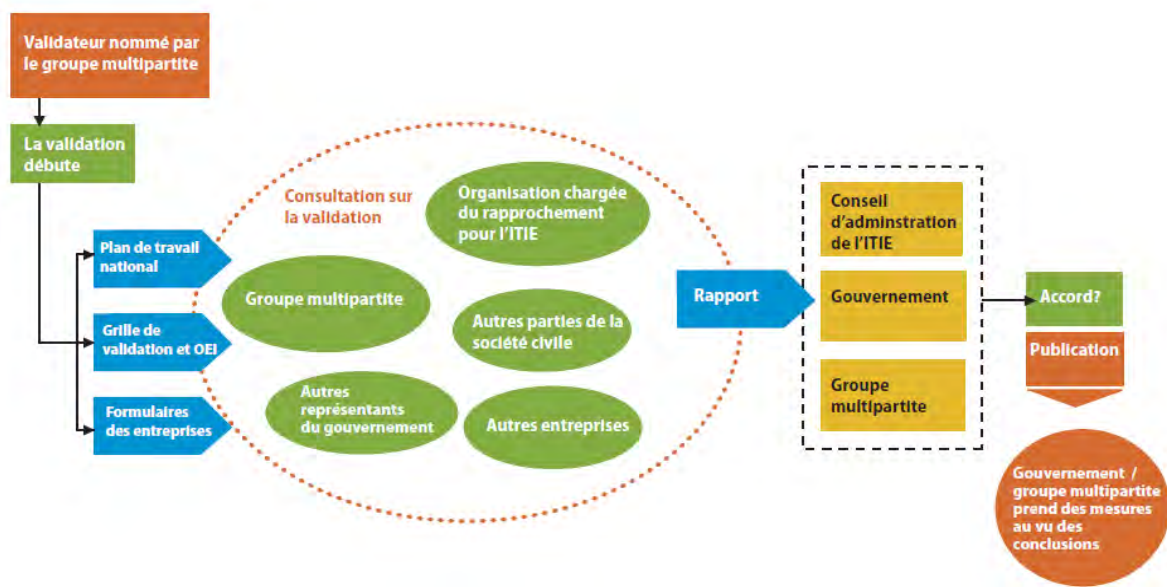 Validateur nommé par
le groupe multipartite
La validation
débute
Plan de travail
national
Grille de
validation et OEI
Formulaires
des entreprises
Consultation sur
la validation
Organisation chargée
du rapprochement
pour l'ITIE
Groupe multipartite
Autres parties de la
société civile
Autres
représentants
du gouvernement
Autres entreprises
Rapport
Conseil
d'adminstration
de l'ITIE
Gouvernement
Groupe
multipartite
Accord?
Publication
Gouvernement /
groupe multipartite
prend des mesures
au vu des
conclusions